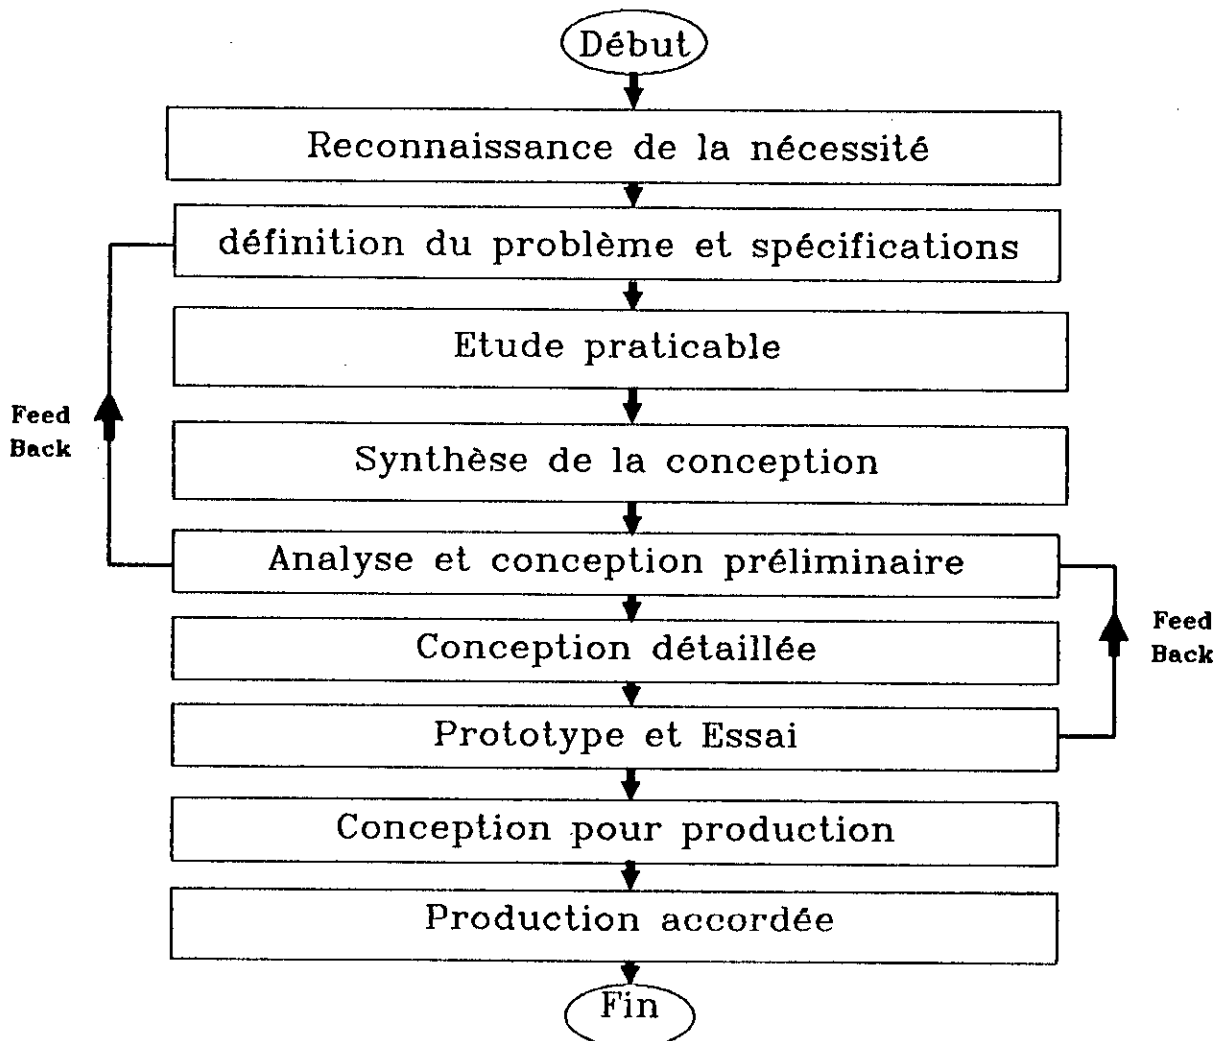 Début
Reconnaissance de la nécessité
définition du problème et spécifications
Etude praticable
Feed
Back
Synthèse de la conception
Analyse et conception préliminaire
Feed
Back
Conception détaillée
Prototype et Essai
Conception pour production
Production accordée
Fin